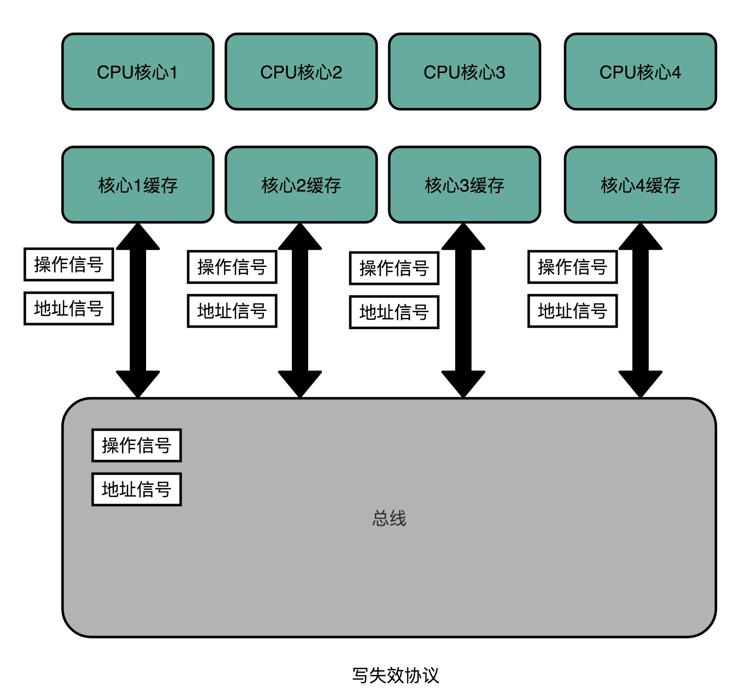 CPU核心1
CPU核心2
CPU核心3
CPU核心4
核心1缓存
核心2缓存
核心3缓存
核心4缓存
操作信号
地址信号
操作信号
地址信号
操作信号
地址信号
操作信号
地址信号
操作信号
地址信号
总线
写失效协议